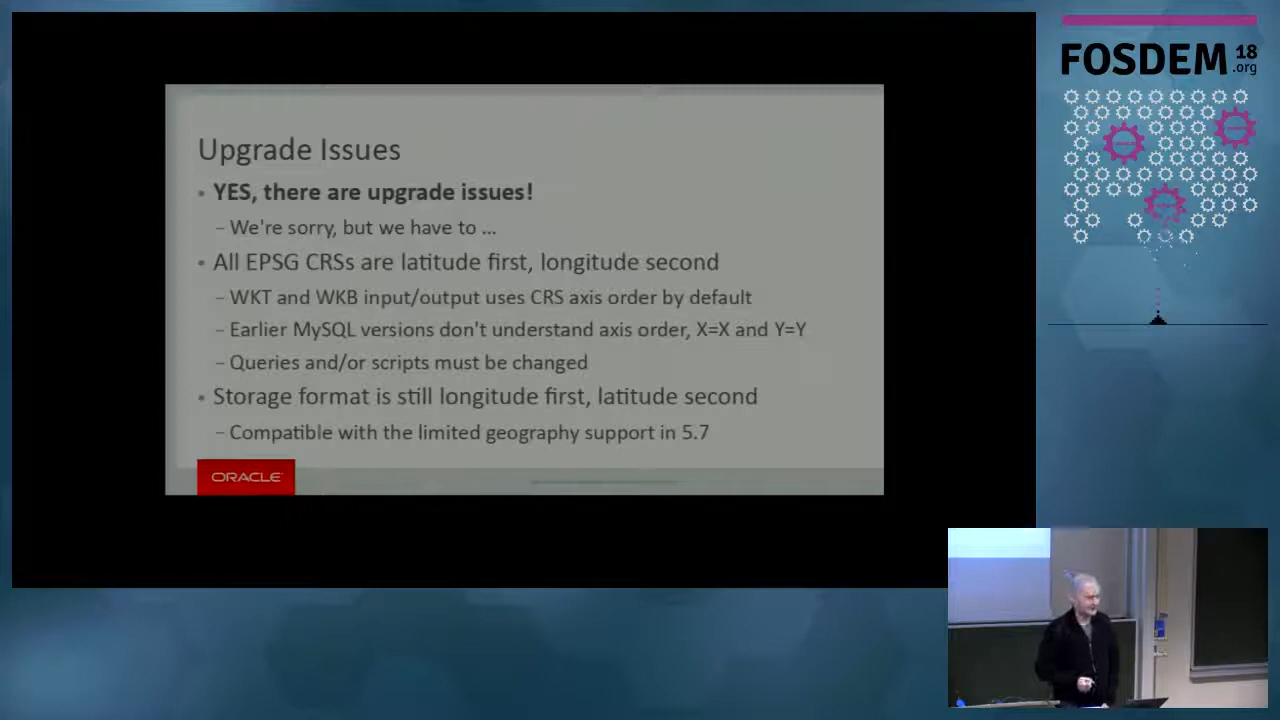 FOSDEM 18
.org
Upgrade Issues
• YES, there are upgrade issues!
– We're sorry, but we have to ...
• All EPSG CRSs are latitude first, longitude second
– WKT and WKB input/output uses CRS axis order by default
– Earlier MySQL versions don't understand axis order, X=X and Y=Y
– Queries and/or scripts must be changed
• Storage format is still longitude first, latitude second
– Compatible with the limited geography support in 5.7
ORACLE